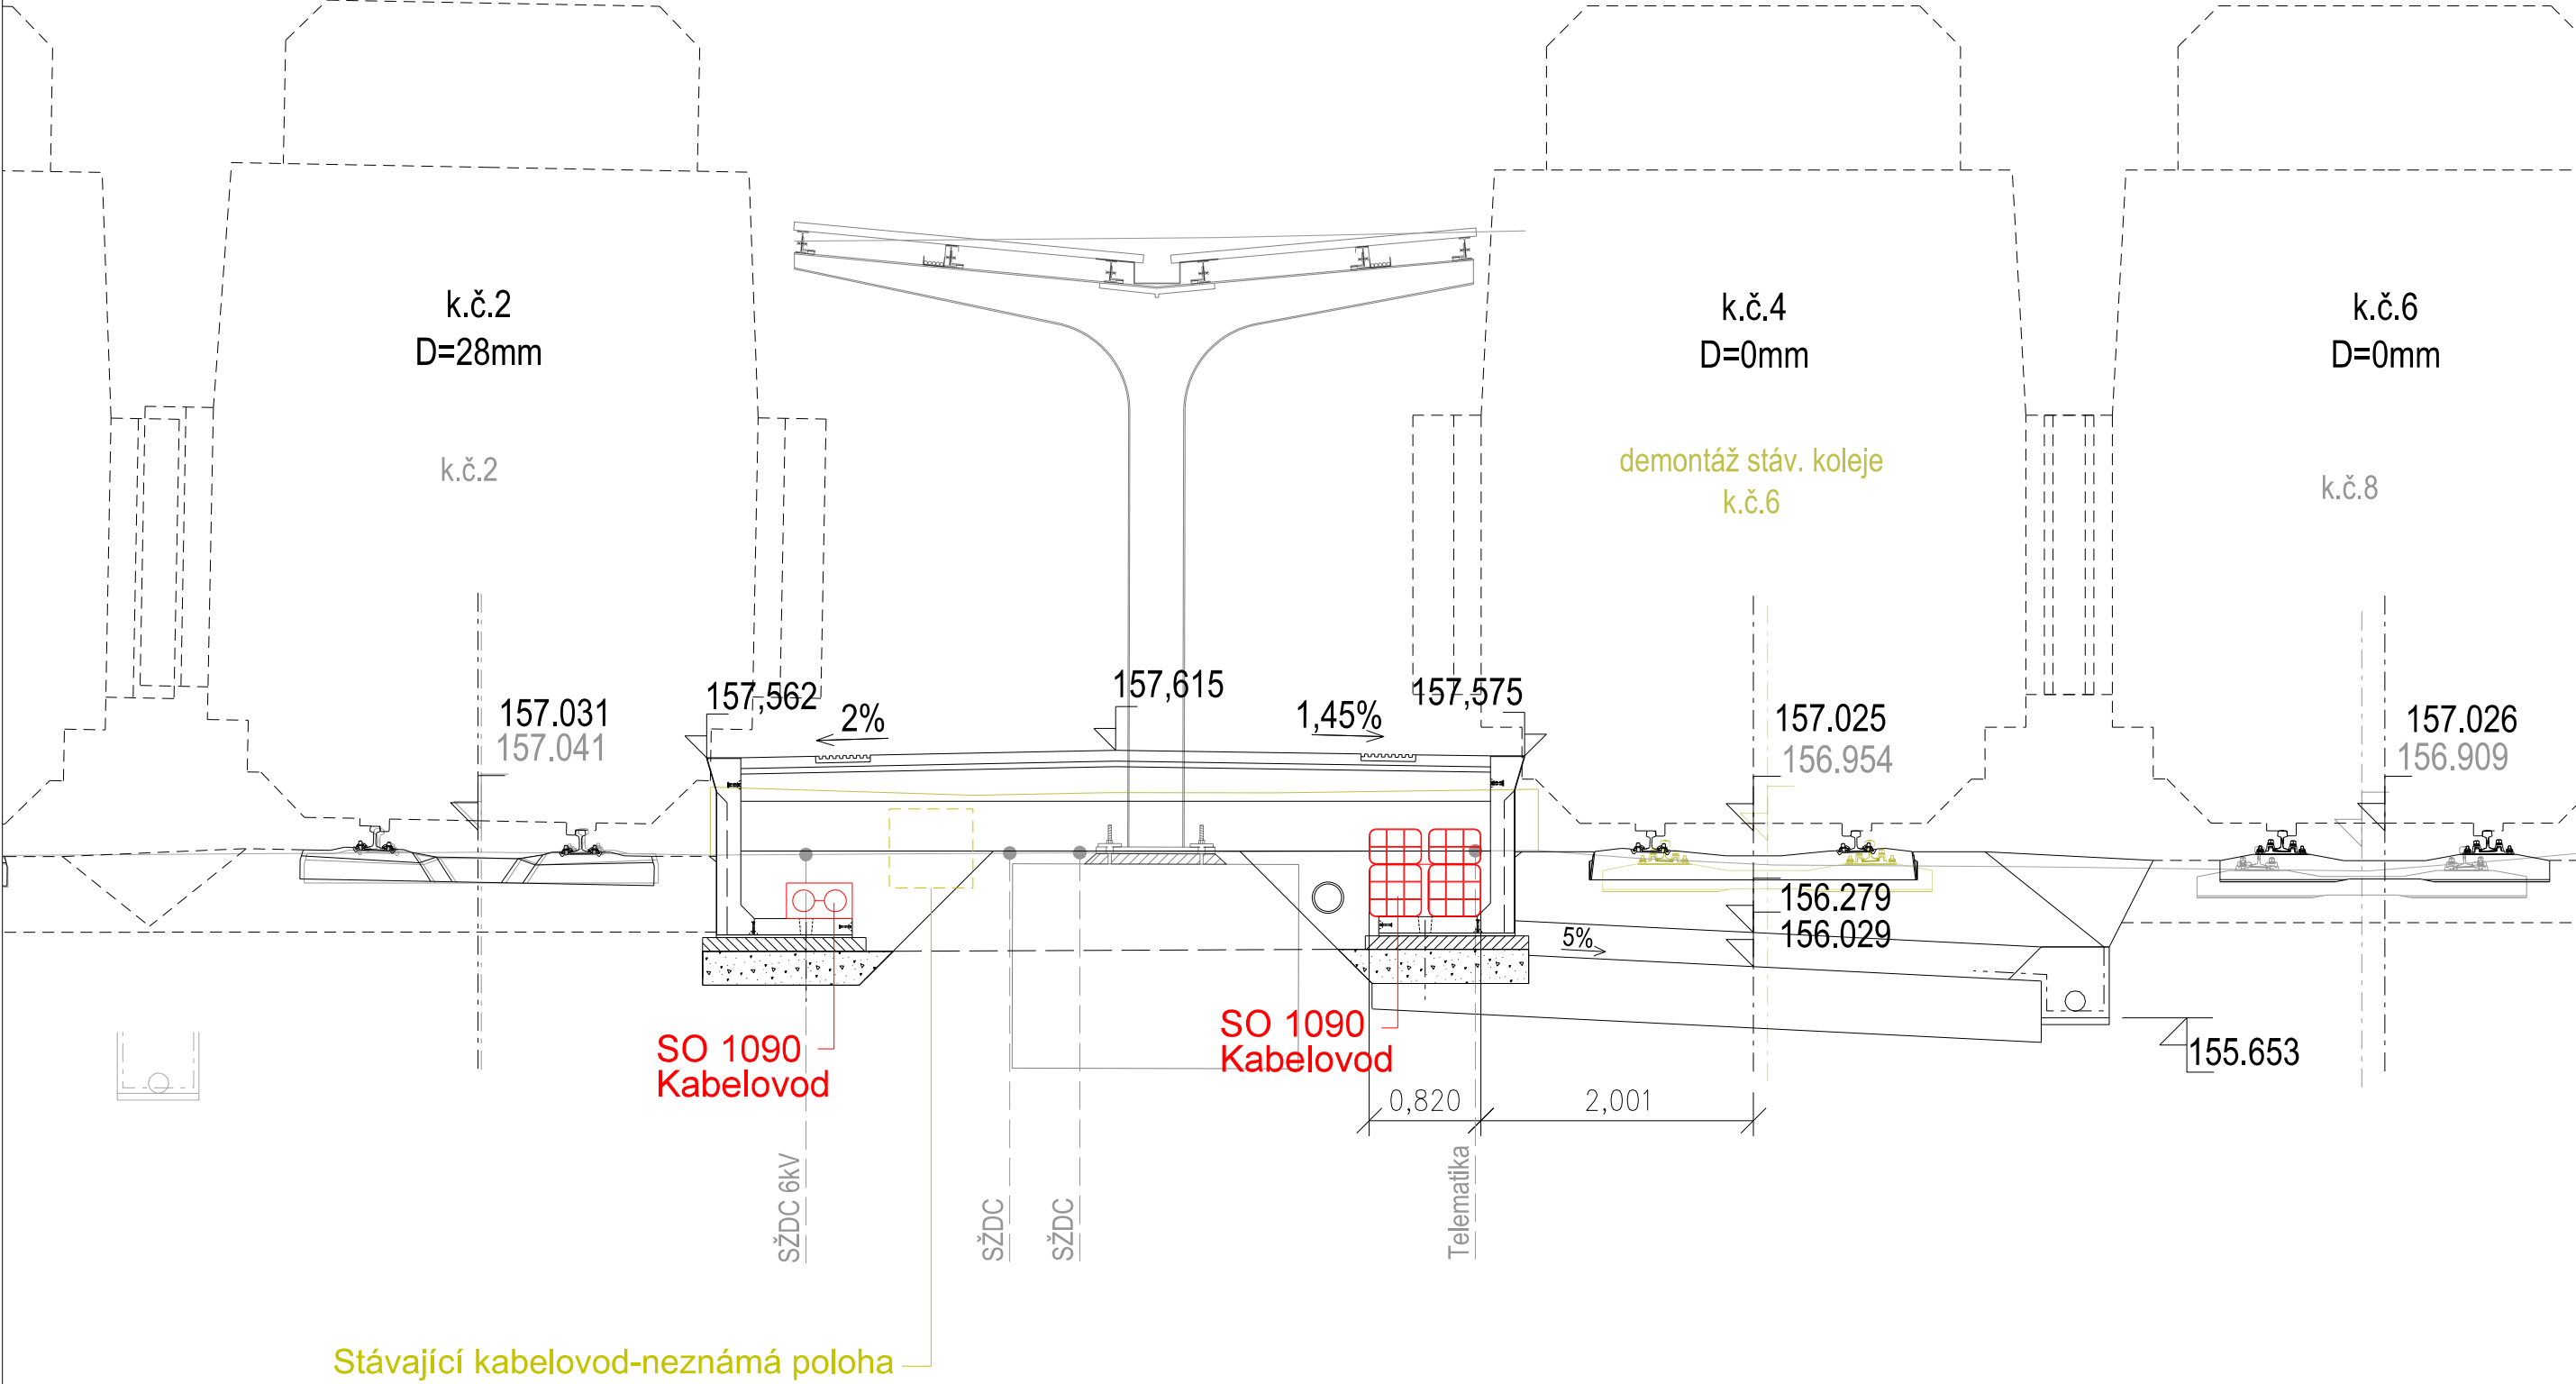 k.č.2
D=28mm
k.č.2
k.č.4
D=0mm
demontáž stáv. koleje
k.č.6
k.č.6
D=0mm
k.č.8
157.031
157.041
157,562
2%
157,615
1,45%
157,575
157.025
156.954
157.026
156.909
156.279
156.029
5%
155.653
SO 1090
Kabelovod
SO 1090
Kabelovod
0,820
2,001
SŽDC 6kV
SŽDC
SŽDC
Telematika
Stávající kabelovod-neznámá poloha